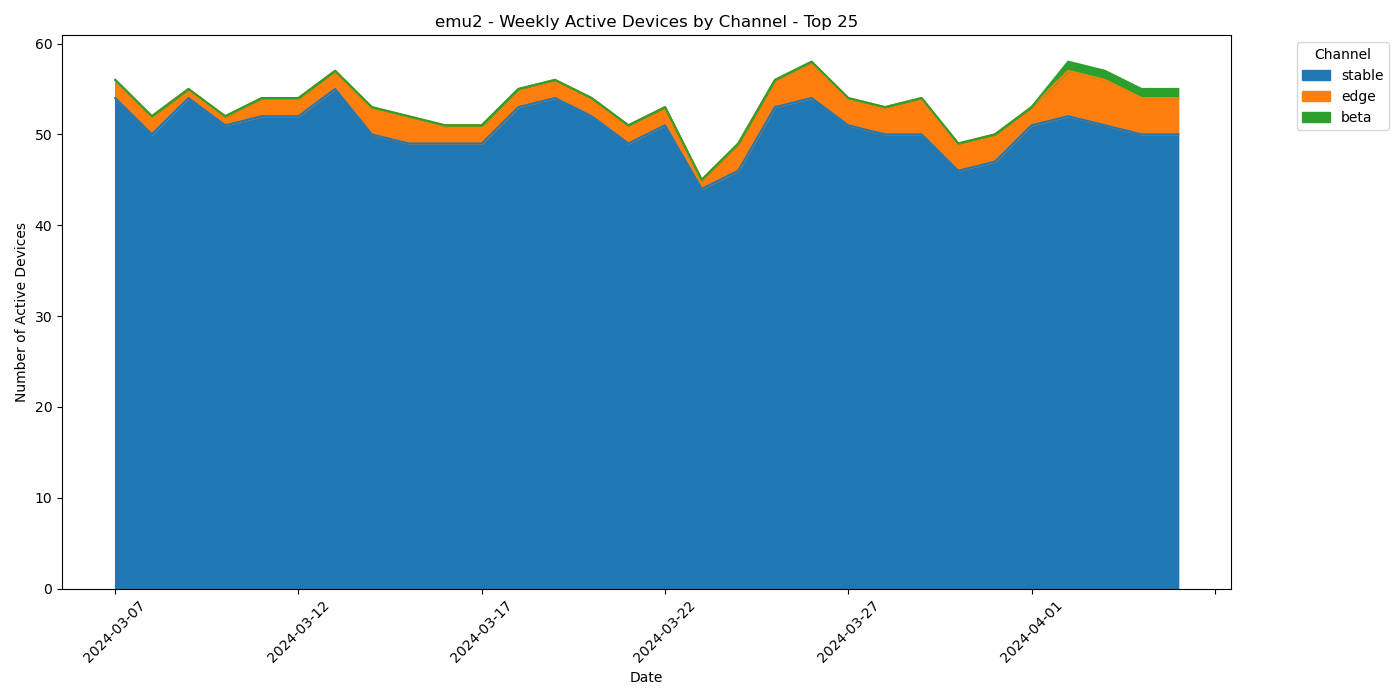 emu2 - Weekly Active Devices by Channel - Top 25
Number of Active Devices
60
50
40
30
20
10
0
2024-03-07
2024-03-12
2024-03-17
2024-03-22
2024-03-27
2024-04-01
Date
Channel
stable
edge
beta